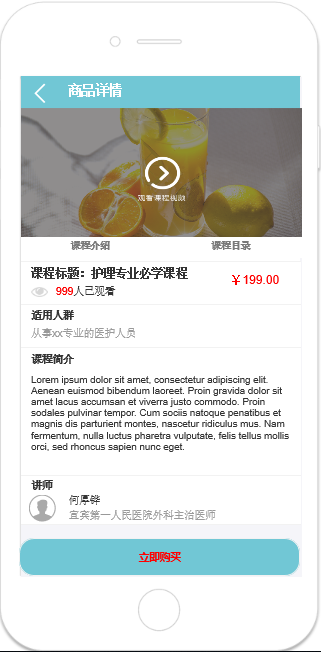 商品详情
观看课程视频
课程介绍 课程目录
课程标题：护理专业必学课程
￥199.00
999人已观看
适用人群
从事xx专业的医护人员
课程简介
Lorem ipsum dolor sit amet, consectetur adipiscing elit.
Aenean euismod bibendum laoreet. Proin gravida dolor sit
amet lacus accumsan et viverra justo commodo. Proin
sodales pulvinar tempor. Cum sociis natoque penatibus et
magnis dis parturient montes, nascetur ridiculus mus. Nam
fermentum, nulla luctus pharetra vulputate, felis tellus mollis
orci, sed rhoncus sapien nunc eget.
讲师
何厚铧
宜宾第一人民医院外科主治医师
立即购买